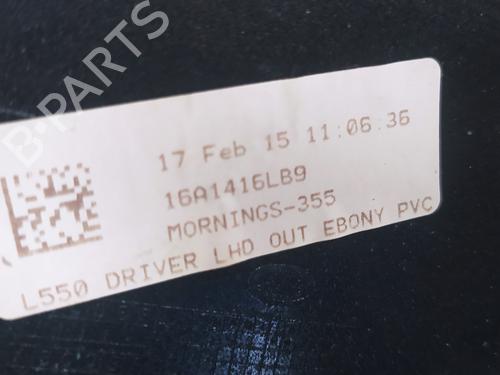 17 Feb 15 11:06:36
16A1416LB9
MORNINGS-355
L550 DRIVER LHD OUT EBONY PVC
B-PARTS